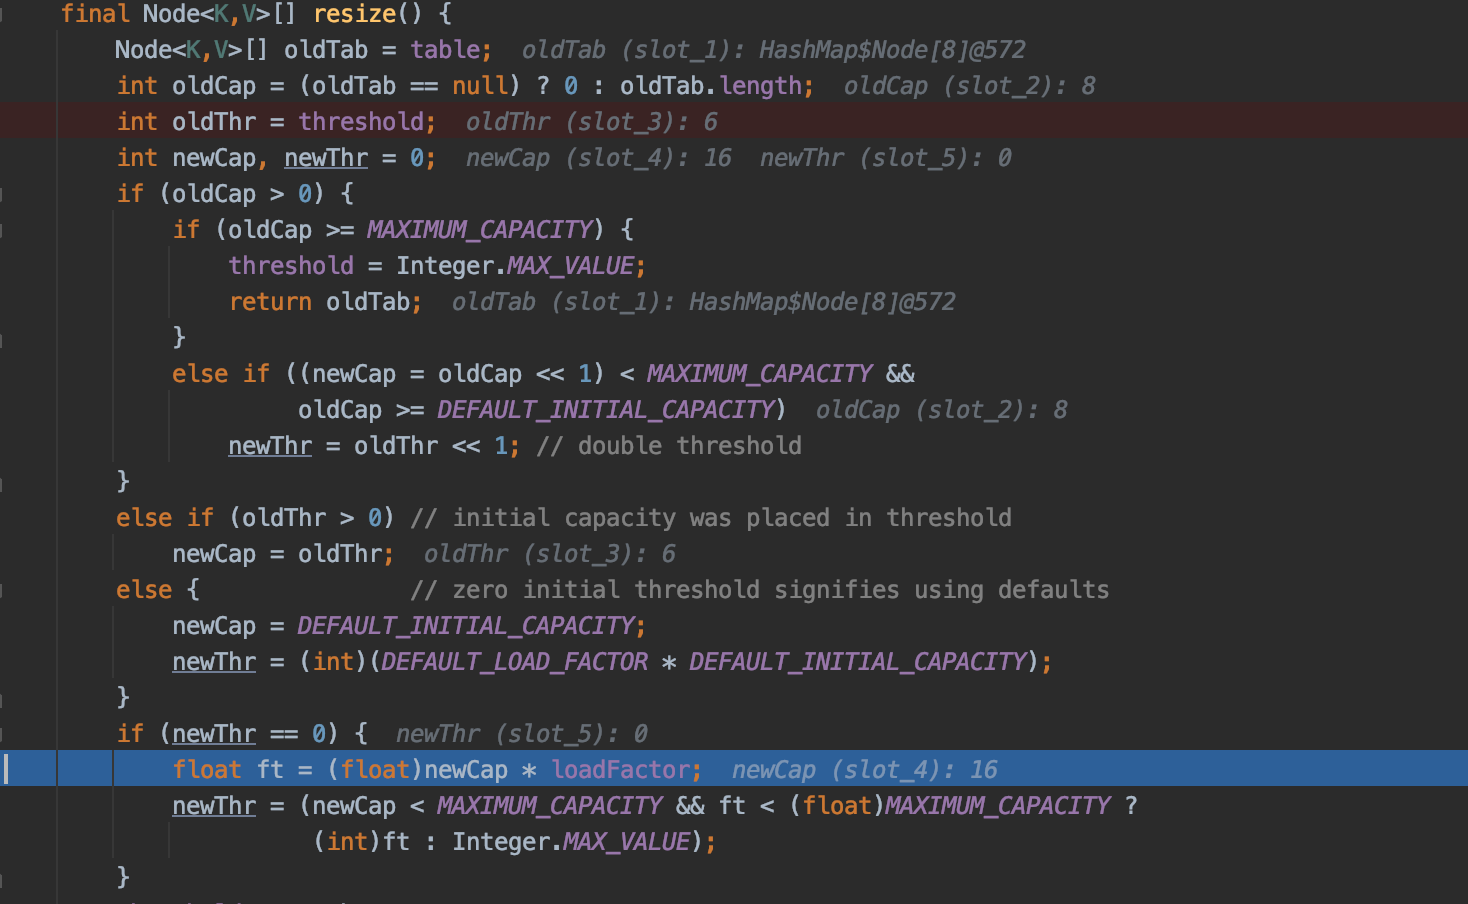 final Node<K,V>[] resize() {
Node<K,V>[] oldTab = table; oldTab (slot_1): HashMap$Node[8]@572
int oldCap = (oldTab == null) ? 0 : oldTab.length; oldCap (slot_2): 8
int oldThr = threshold; oldThr (slot_3): 6
int newCap, newThr = 0; newCap (slot_4): 16 newThr (slot_5): 0
if (oldCap > 0) {
if (oldCap >= MAXIMUM_CAPACITY) {
threshold = Integer.MAX_VALUE;
return oldTab; oldTab (slot_1): HashMap$Node[8]@572
}
else if ((newCap = oldCap << 1) < MAXIMUM_CAPACITY &&
oldCap >= DEFAULT_INITIAL_CAPACITY) oldCap (slot_2): 8
newThr = oldThr << 1; // double threshold
}
else if (oldThr > 0) // initial capacity was placed in threshold
newCap = oldThr; oldThr (slot_3): 6
else { // zero initial threshold signifies using defaults
newCap = DEFAULT_INITIAL_CAPACITY;
newThr = (int)(DEFAULT_LOAD_FACTOR * DEFAULT_INITIAL_CAPACITY);
}
if (newThr == 0) { newThr (slot_5): 0
float ft = (float)newCap * loadFactor; newCap (slot_4): 16
newThr = (newCap < MAXIMUM_CAPACITY && ft < (float)MAXIMUM_CAPACITY ?
(int)ft : Integer.MAX_VALUE);
}